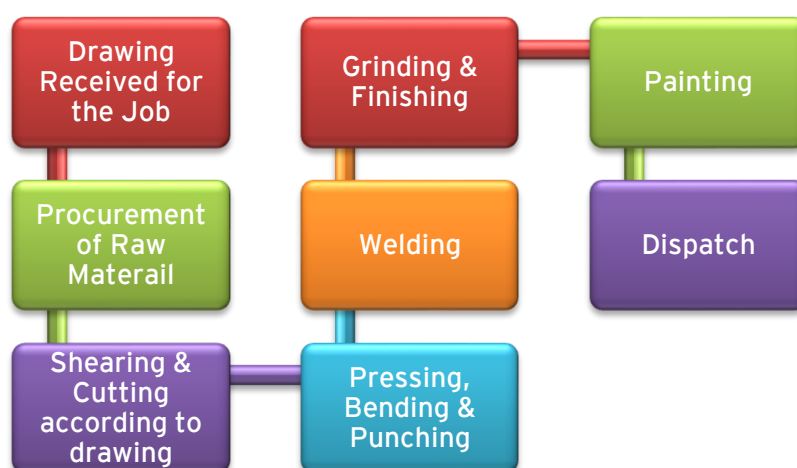 Drawing
Received for
the Job
Procurement
of Raw
Materail
Shearing &
Cutting
according to
drawing
Pressing,
Bending &
Punching
Welding
Grinding &
Finishing
Painting
Dispatch